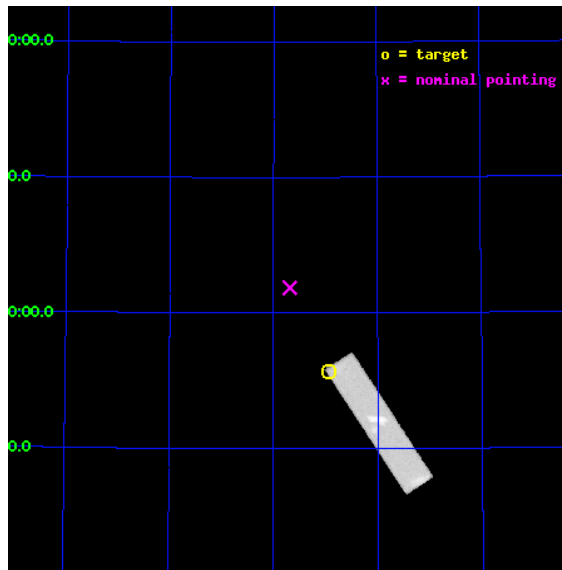 0:00.0
o = target
x = nominal pointing
0.0
0:00.0
0.0